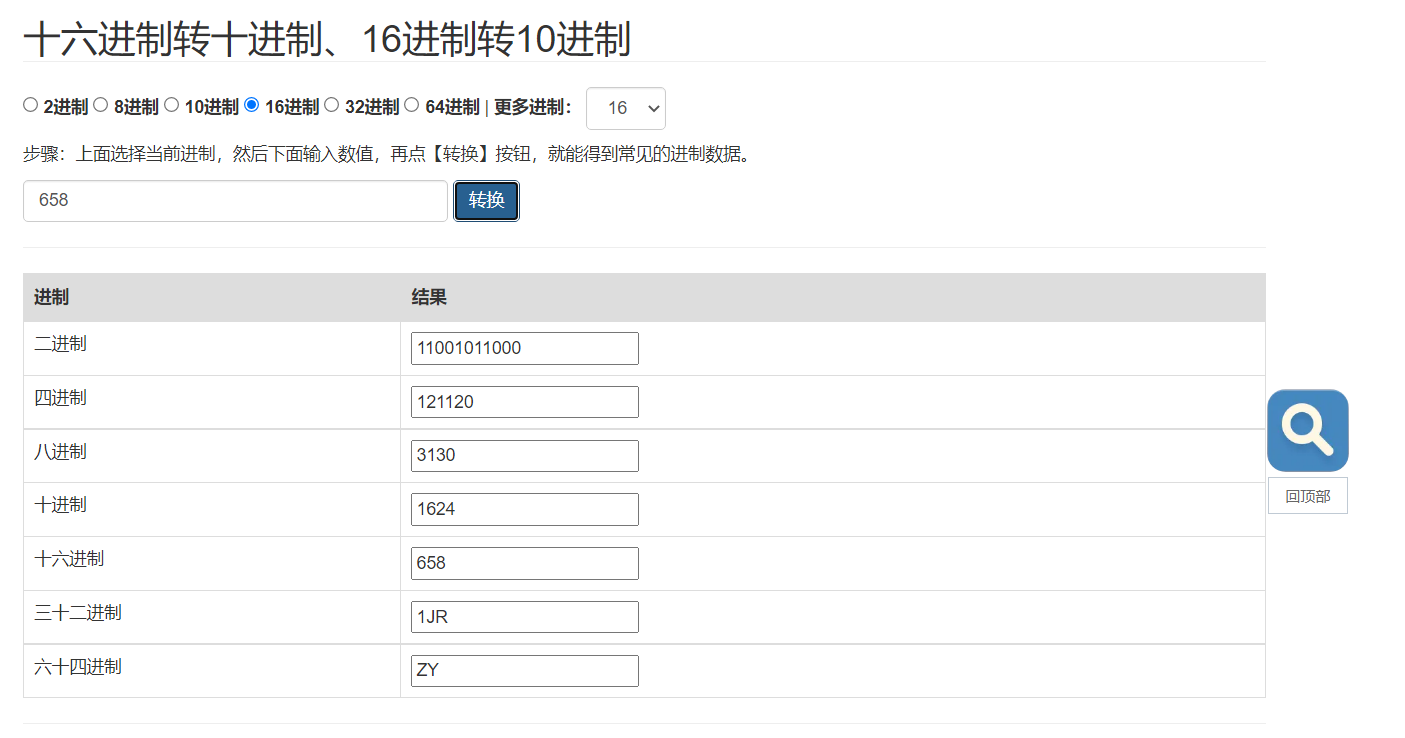 十六进制转十进制、16进制转10进制
2进制 8进制 10进制 16进制 32进制 64进制 | 更多进制： 16
步骤：上面选择当前进制，然后下面输入数值，再点【转换】按钮，就能得到常见的进制数据。
658 转换
进制 结果
二进制 11001011000
四进制 121120
八进制 3130
十进制 1624
十六进制 658
三十二进制 1JR
六十四进制 ZY
回顶部